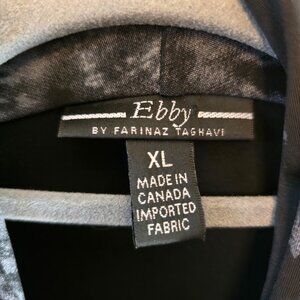 Ebby
BY FARINAZ TAGHAVI
XL
MADE IN
CANADA
IMPORTED
FABRIC